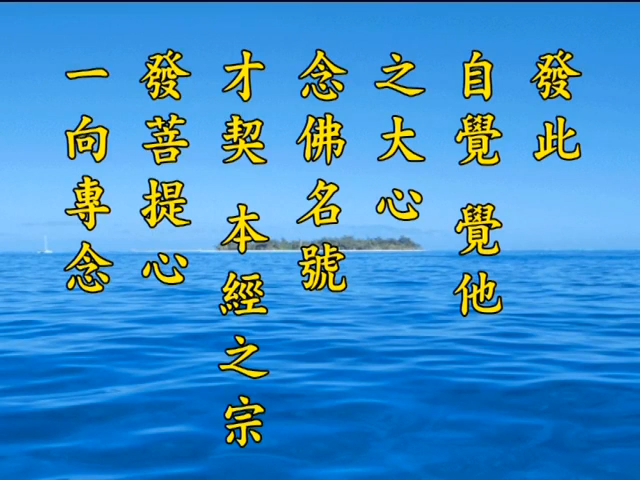 發此
自覺 覺他
之大心
念佛名號
才契 本經之宗
發菩提心
一向專念